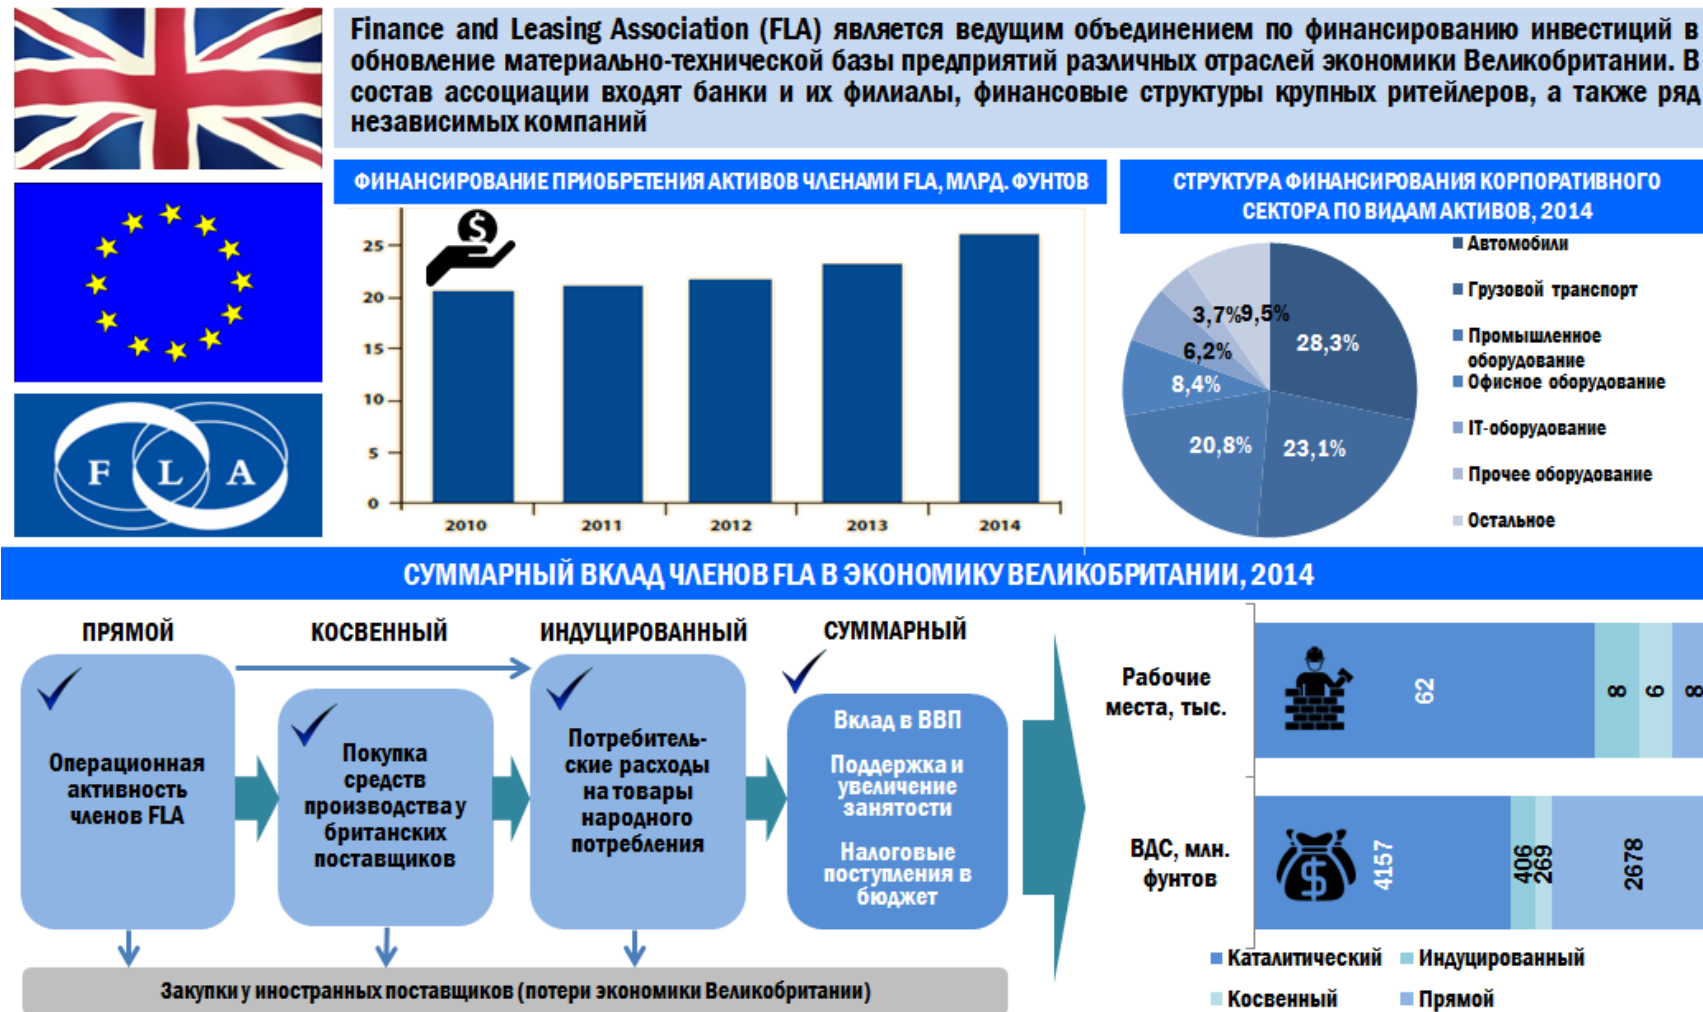 Finance and Leasing Association (FLA) является ведущим объединением по финансированию инвестиций в
обновление материально-технической базы предприятий различных отраслей экономики Великобритании. В
состав ассоциации входят банки и их филиалы, финансовые структуры крупных ритейлеров, а также ряд
независимых компаний
ФИНАНСИРОВАНИЕ ПРИОБРЕТЕНИЯ АКТИВОВ ЧЛЕНАМИ FLA, МЛРД. ФУНТОВ
25
20
15
10
5
0
2010
2011
2012
2013
2014
$
СТРУКТУРА ФИНАНСИРОВАНИЯ КОРПОРАТИВНОГО
СЕКТОРА ПО ВИДАМ АКТИВОВ, 2014
28,3%
23,1%
20,8%
8,4%
6,2%
3,7%
9,5%
Автомобили
Грузовой транспорт
Промышленное
оборудование
Офисное оборудование
IT-оборудование
Прочее оборудование
Остальное
F L A
СУММАРНЫЙ ВКЛАД ЧЛЕНОВ FLA В ЭКОНОМИКУ ВЕЛИКОБРИТАНИИ, 2014
ПРЯМОЙ
КОСВЕННЫЙ
ИНДУЦИРОВАННЫЙ
СУММАРНЫЙ
Операционная
активность
членов FLA
Покупка
средств
производства у
британских
поставщиков
Потребитель-
ские расходы
на товары
народного
потребления
Вклад в ВВП
Поддержка и
увеличение
занятости
Налоговые
поступления в
бюджет
Закупки у иностранных поставщиков (потери экономики Великобритании)
Рабочие
места, тыс.
62
8
6
8
ВДС, млн.
фунтов
$
4157
406
269
2678
Каталитический
Индуцированный
Косвенный
Прямой